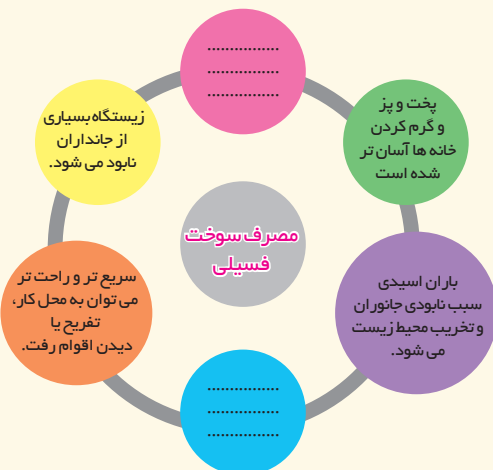 ................
................
................
پخت و پز
و گرم کردن
خانه ها آسان تر
شده است
زیستگاه بسیاری
از جانداران
نابود می شود.
مصرف سوخت
فسیلی
باران اسیدی
سبب نابودی جانوران
و تخریب محیط زیست
می شود.
سریع تر و راحت تر
می توان به محل کار،
تفریح یا
دیدن اقوام رفت.
................
................
................